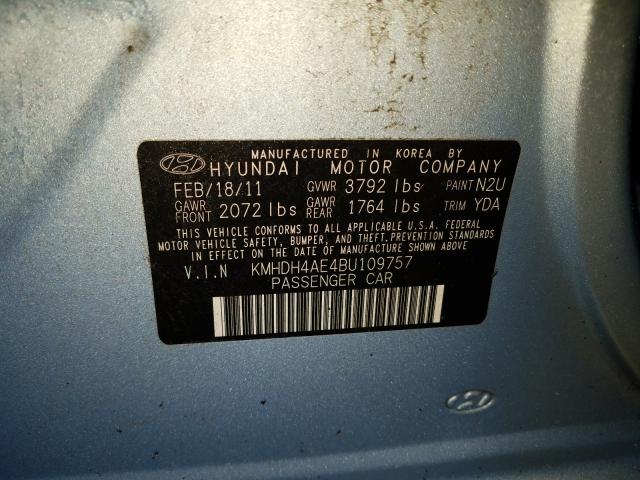 MANUFACTURED IN KOREA BY
HYUNDAI MOTOR COMPANY
FEB/18/11 GVWR 3792 lbs PAINT N2U
GAWR FRONT 2072 lbs GAWR REAR 1764 lbs TRIM YDA
THIS VEHICLE CONFORMS TO ALL APPLICABLE U.S.A. FEDERAL
MOTOR VEHICLE SAFETY, BUMPER, AND THEFT-PREVENTION STANDARDS
IN EFFECT ON THE DATE OF MANUFACTURE SHOWN ABOVE.
V.I.N KMHDH4AE4BU109757
PASSENGER CAR